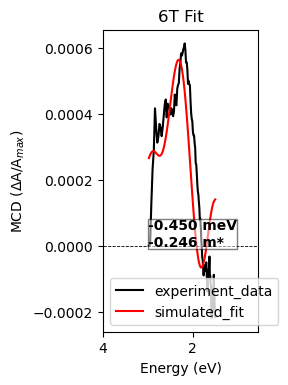 6T Fit
MCD (ΔA/A_max)
0.0006
0.0004
0.0002
0.0000
−0.0002
-0.450 meV
-0.246 m*
experiment_data
simulated_fit
4
2
Energy (eV)